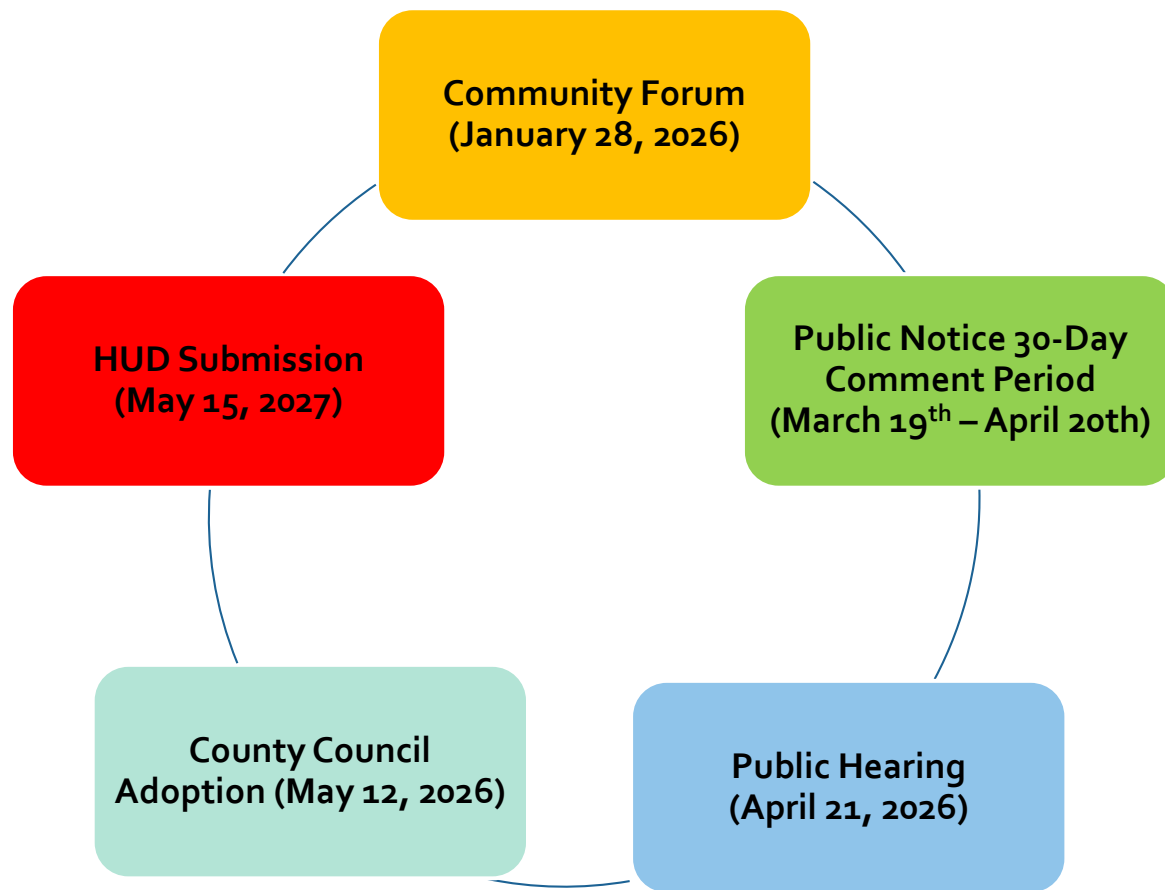 Community Forum
(January 28, 2026)
Public Notice 30-Day
Comment Period
(March 19th – April 20th)
Public Hearing
(April 21, 2026)
County Council
Adoption (May 12, 2026)
HUD Submission
(May 15, 2027)